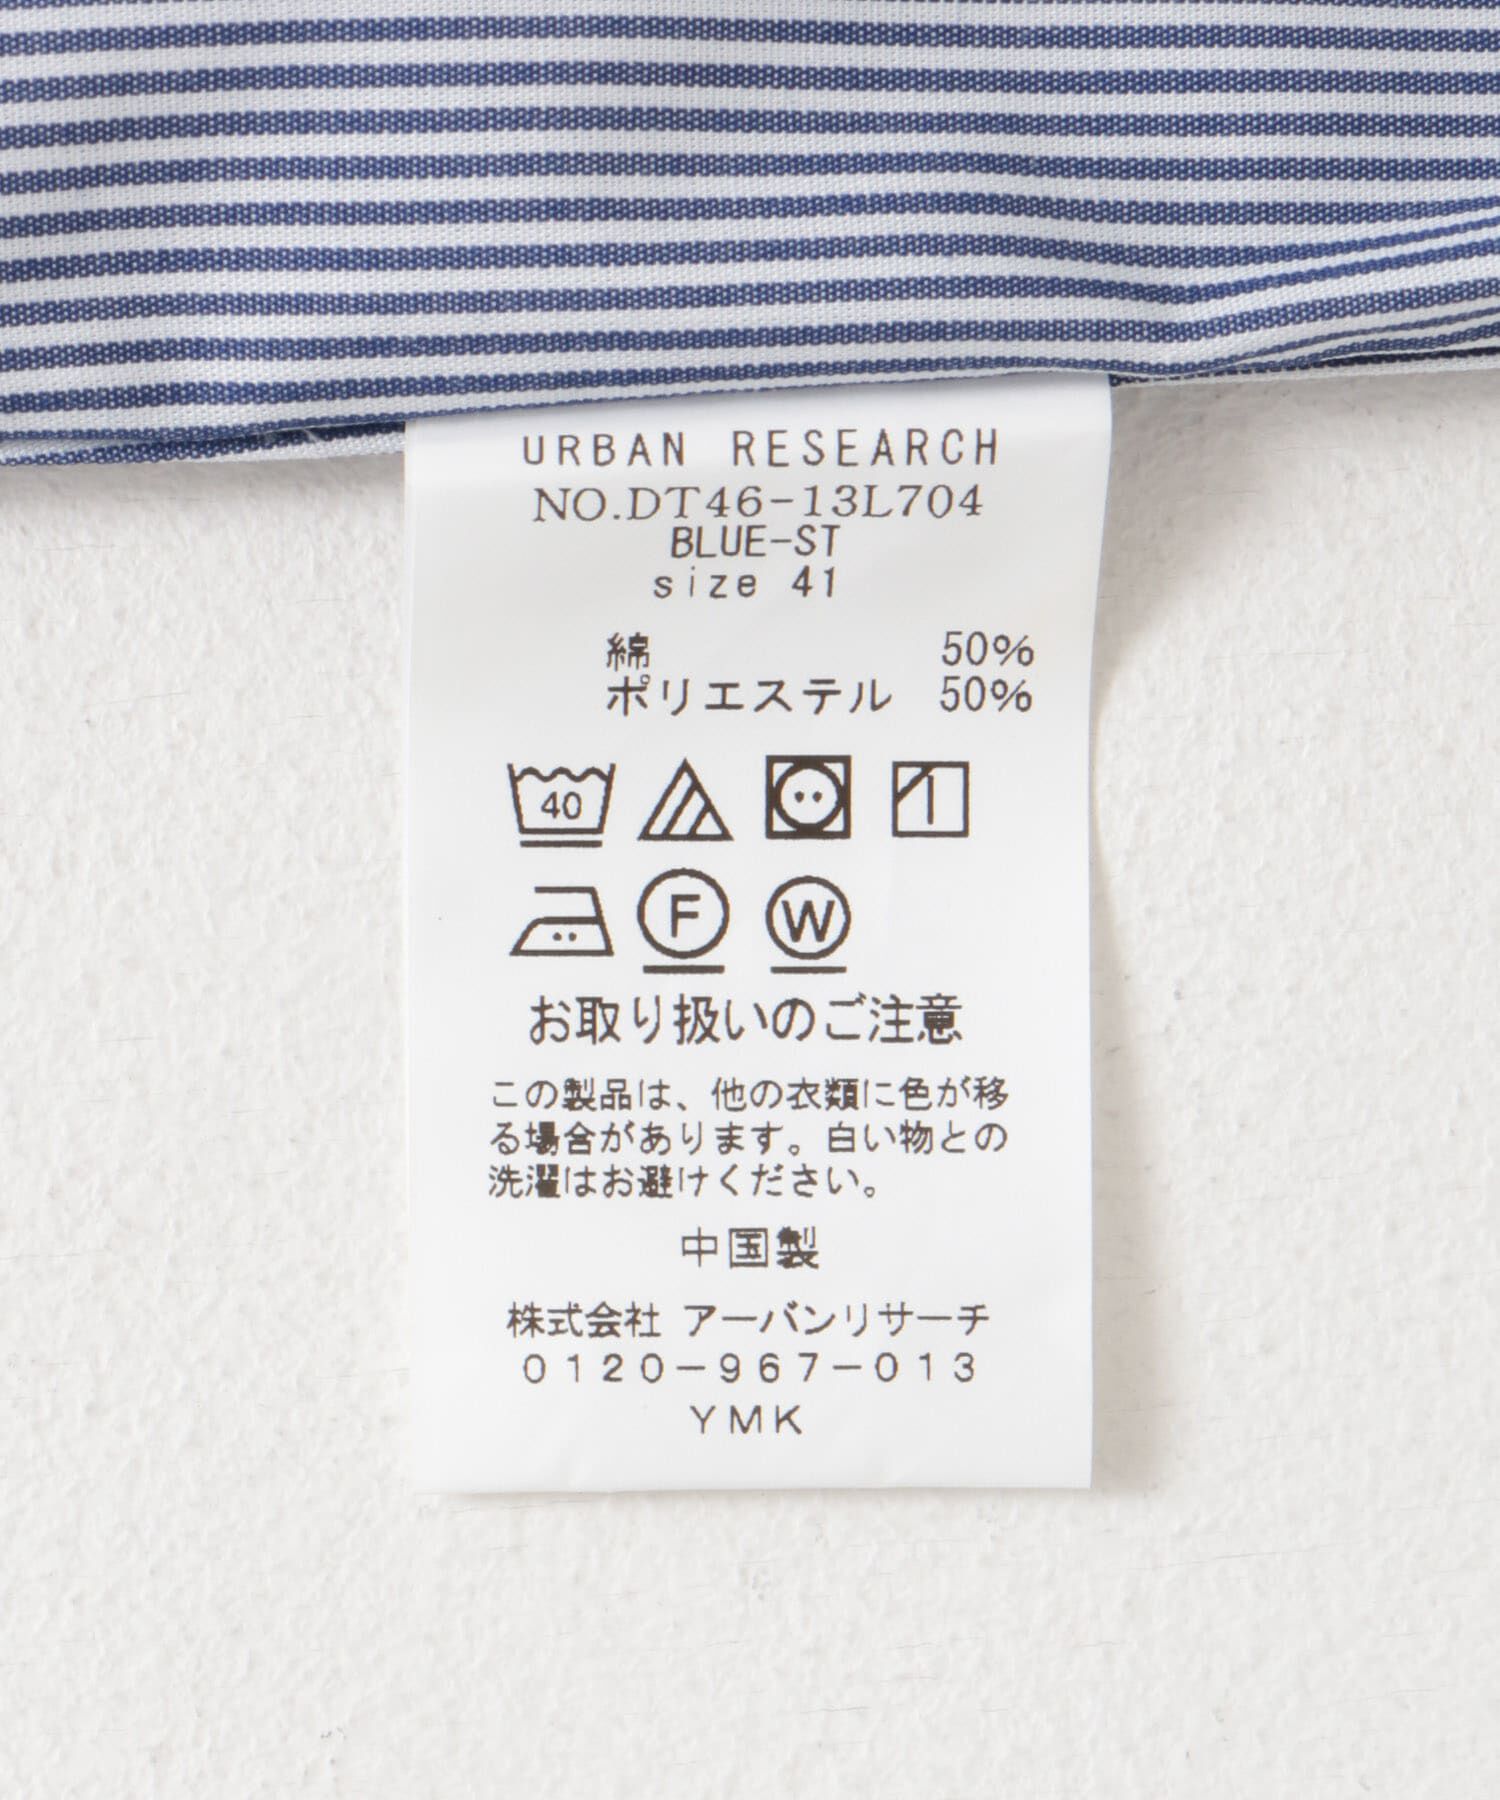 URBAN RESEARCH
NO.DT46-13L704
BLUE-ST
size 41
綿 50%
ポリエステル 50%
40
F W
お取り扱いのご注意
この製品は、他の衣類に色が移
る場合があります。白い物との
洗濯はお避けください。
中国製
株式会社 アーバンリサーチ
0120-967-013
YMK